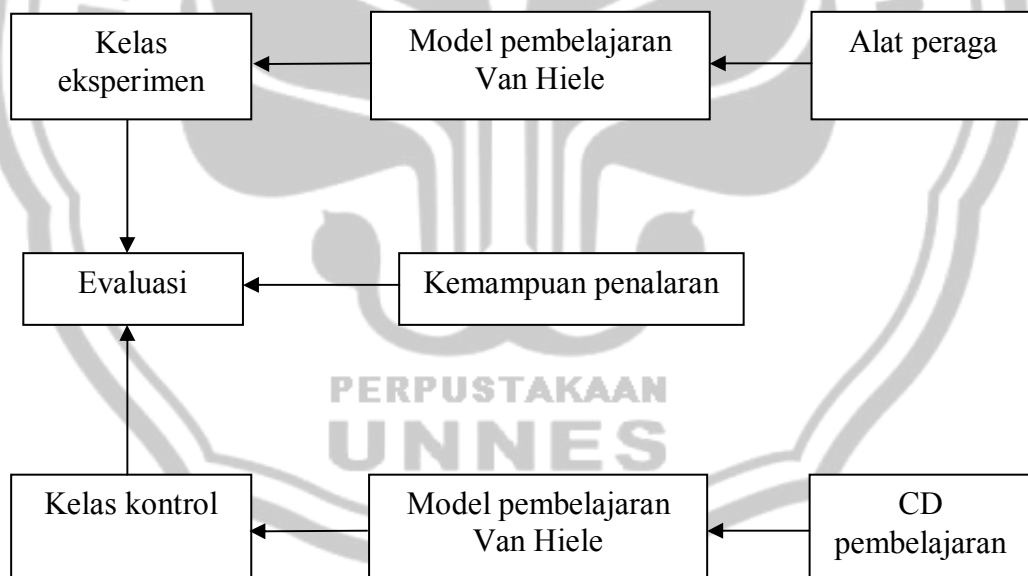 Kelas
eksperimen
Model pembelajaran
Van Hiele
Alat peraga
Evaluasi
Kemampuan penalaran
PERPUSTAKAAN
UNNES
Kelas kontrol
Model pembelajaran
Van Hiele
CD
pembelajaran